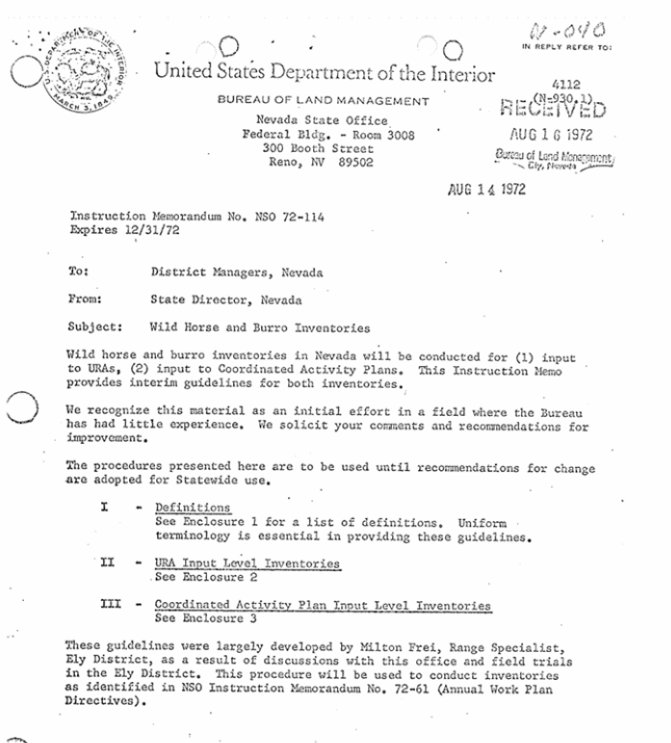 N-040
IN REPLY REFER TO:
U.S. DEPARTMENT OF THE INTERIOR
MARCH 3, 1849
United States Department of the Interior
4112
(N-930.1)
BUREAU OF LAND MANAGEMENT
RECEIVED
Nevada State Office
Federal Bldg. - Room 3008
300 Booth Street
Reno, NV 89502
AUG 16 1972
Bureau of Land Management
Nevada
AUG 14 1972
Instruction Memorandum No. NSO 72-114
Expires 12/31/72
To: District Managers, Nevada
From: State Director, Nevada
Subject: Wild Horse and Burro Inventories
Wild horse and burro inventories in Nevada will be conducted for (1) input
to URAs, (2) input to Coordinated Activity Plans. This Instruction Memo
provides interim guidelines for both inventories.
We recognize this material as an initial effort in a field where the Bureau
has had little experience. We solicit your comments and recommendations for
improvement.
The procedures presented here are to be used until recommendations for change
are adopted for Statewide use.
I - Definitions
See Enclosure 1 for a list of definitions. Uniform
terminology is essential in providing these guidelines.
II - URA Input Level Inventories
See Enclosure 2
III - Coordinated Activity Plan Input Level Inventories
See Enclosure 3
These guidelines were largely developed by Milton Frei, Range Specialist,
Ely District, as a result of discussions with this office and field trials
in the Ely District. This procedure will be used to conduct inventories
as identified in NSO Instruction Memorandum No. 72-61 (Annual Work Plan
Directives).